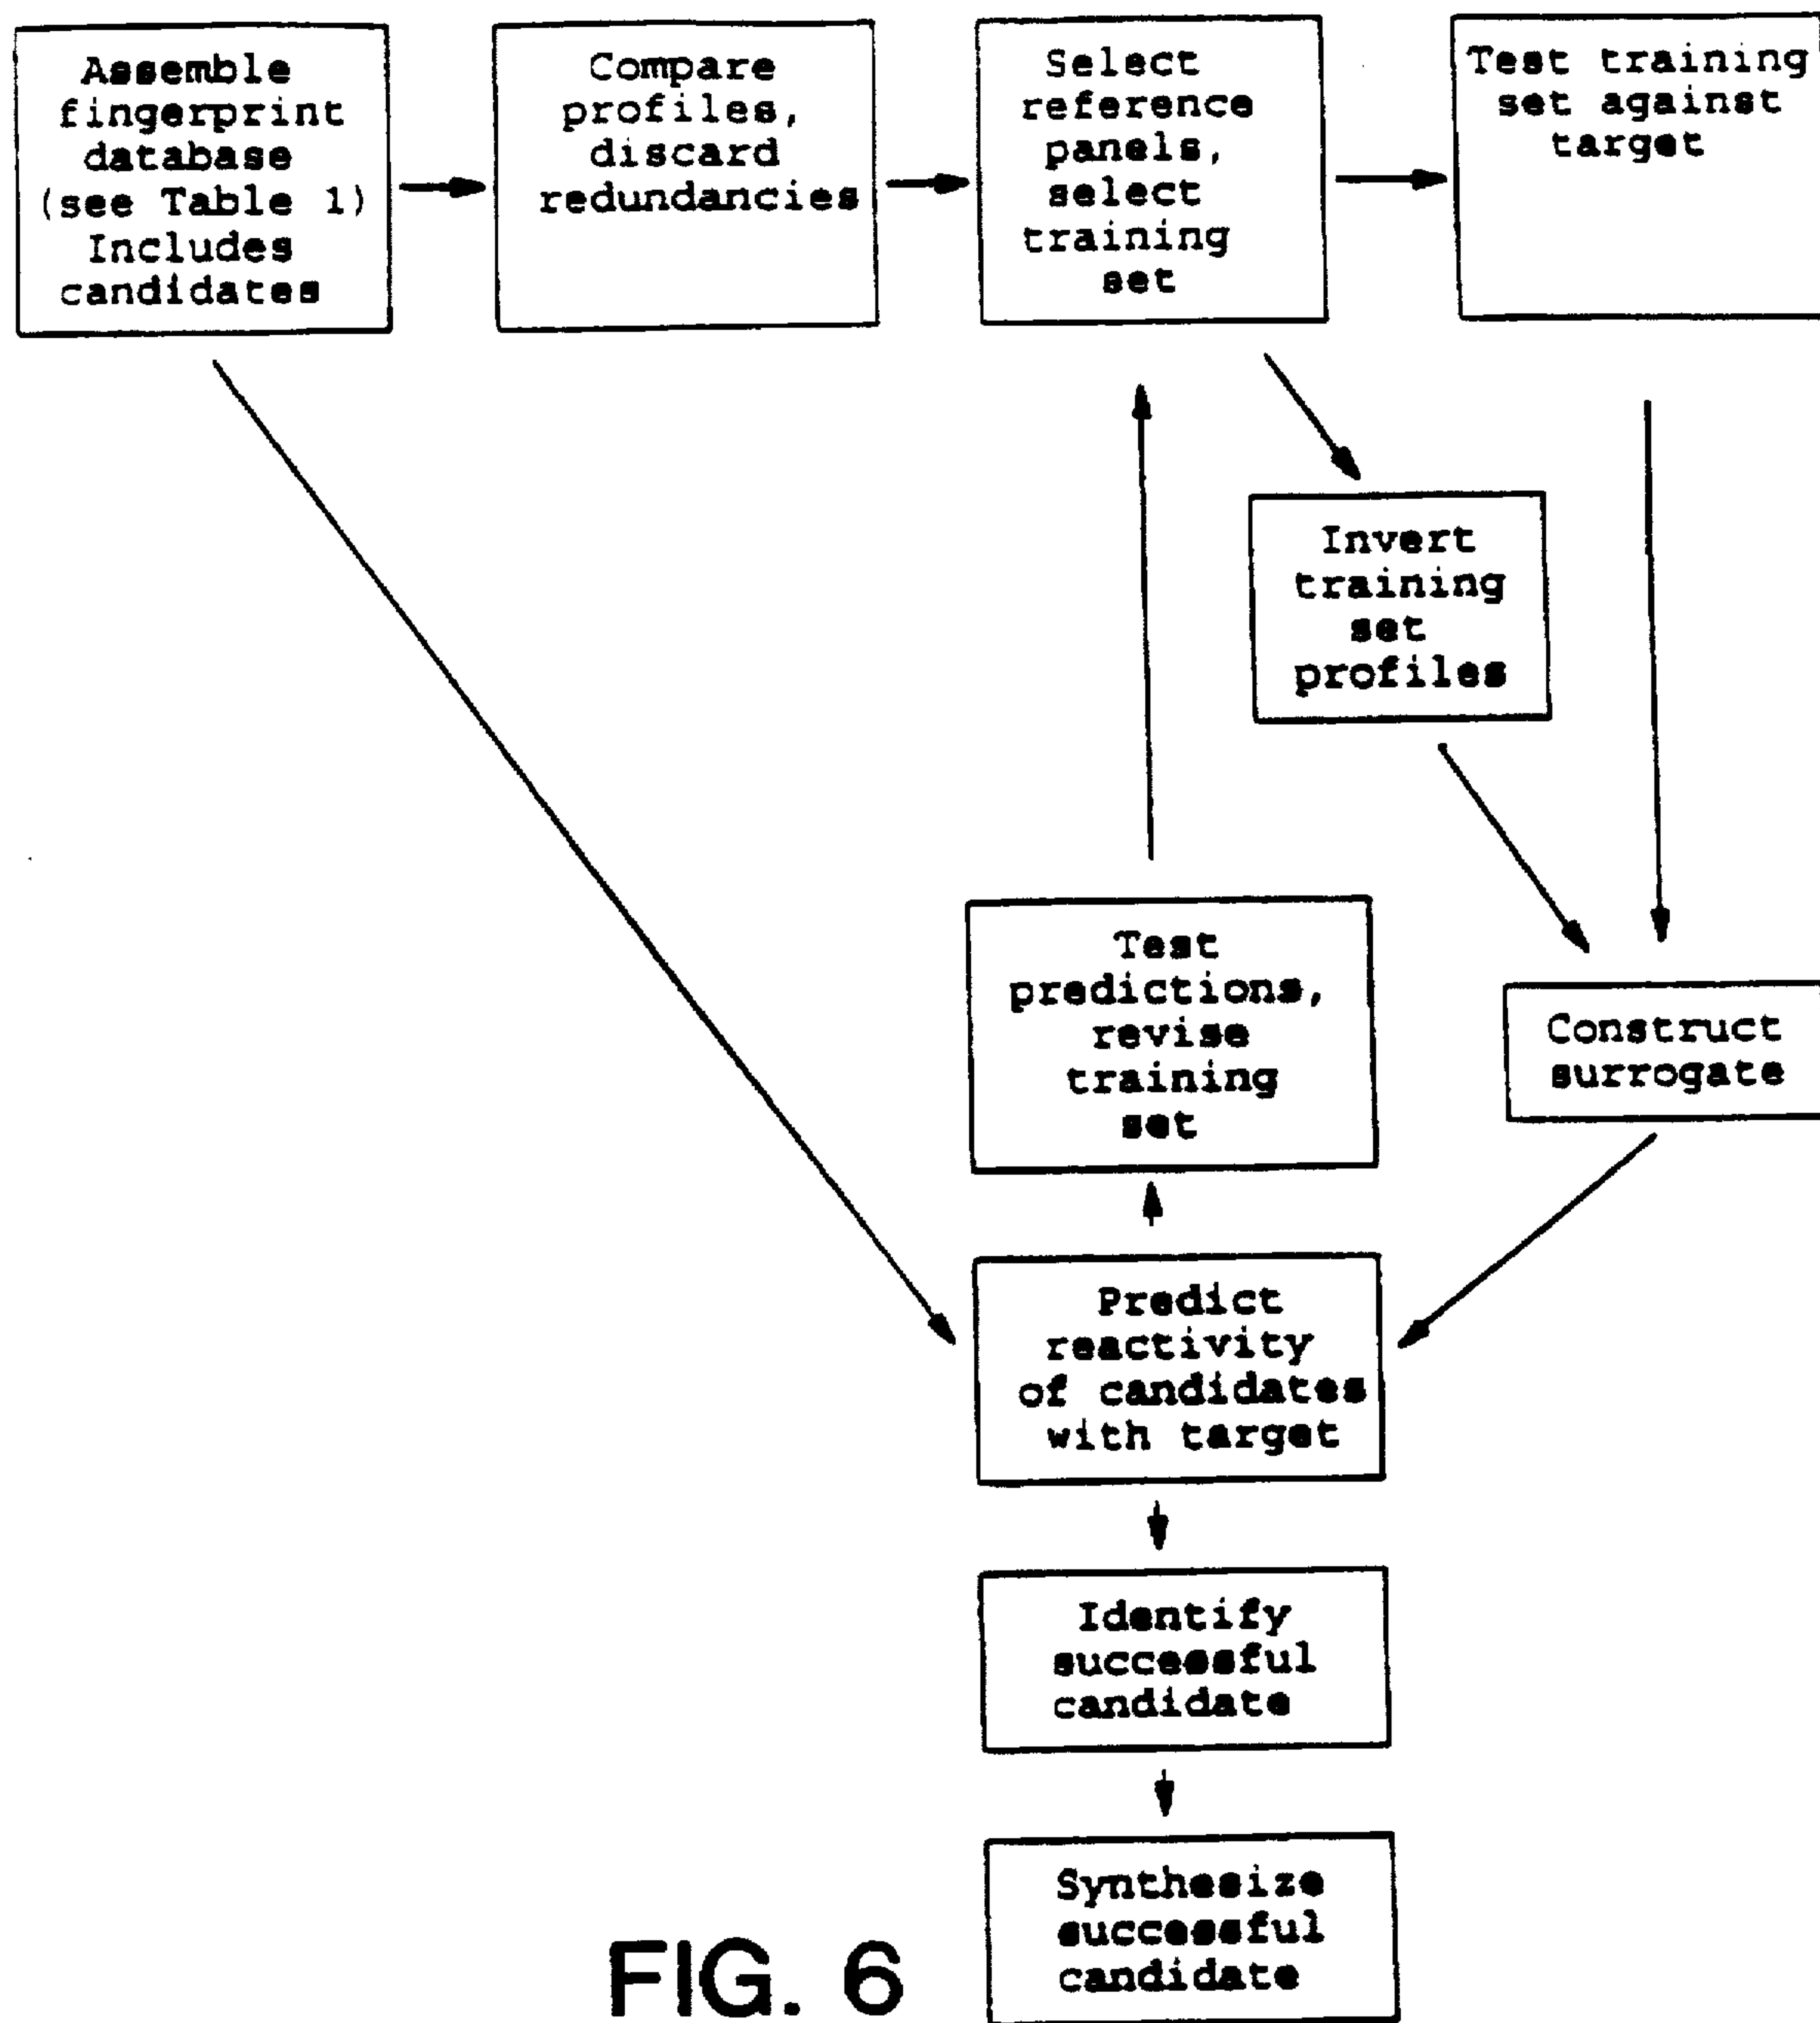 Assemble
fingerprint
database
(see Table 1)
Includes
candidates
Compare
profiles,
discard
redundancies
Select
reference
panels,
select
training
set
Test training
set against
target
Invert
training
set
profiles
Test
predictions,
revise
training
set
Construct
surrogate
Predict
reactivity
of candidates
with target
Identify
successful
candidate
Synthesize
successful
candidate
FIG. 6